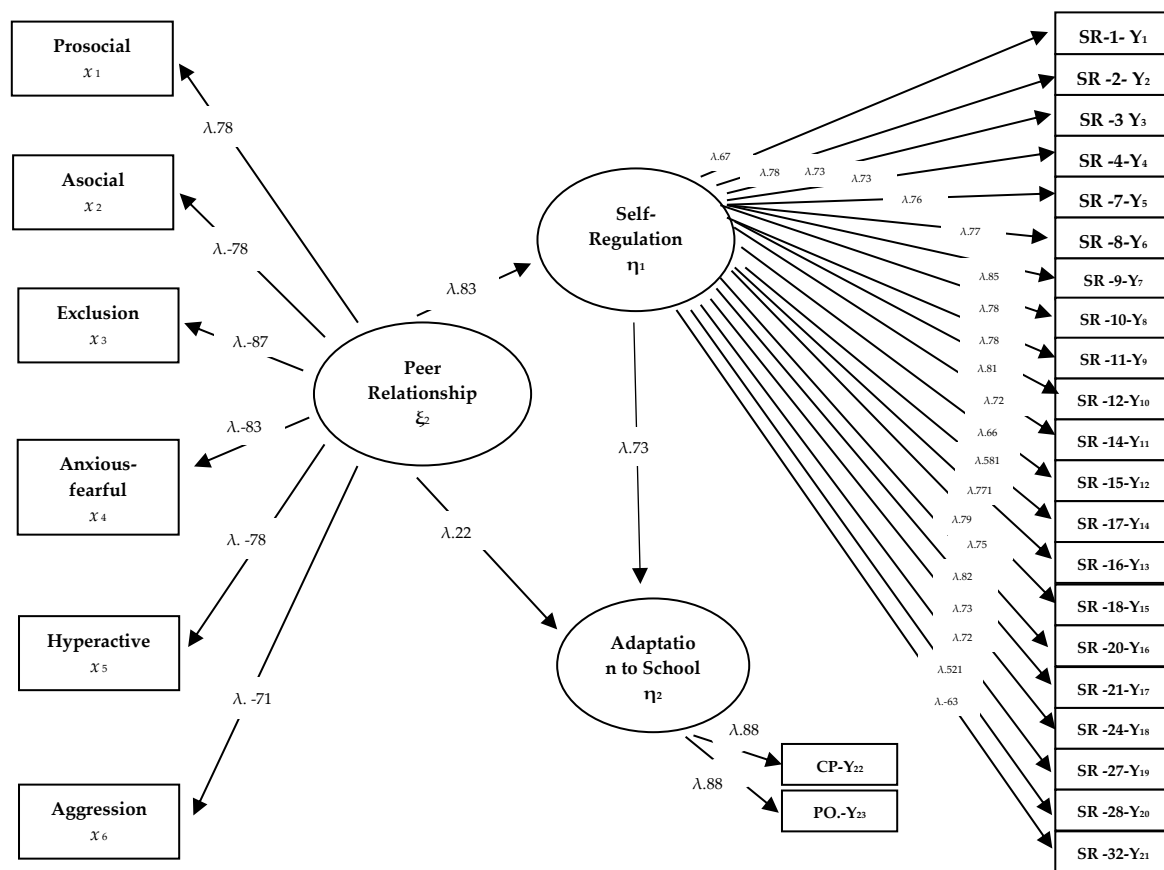 Prosocial
x 1
Asocial
x 2
Exclusion
x 3
Anxious-
fearful
x 4
Hyperactive
x 5
Aggression
x 6
λ.78
λ.-78
λ.-87
λ.-83
λ. -78
λ. -71
Peer
Relationship
ξ2
λ.83
λ.22
Self-
Regulation
η1
λ.73
Adaptatio
n to School
η2
λ.88
λ.88
CP-Y22
PO.-Y23
λ.67
λ.78
λ.73
λ.73
λ.76
λ.77
λ.85
λ.78
λ.78
λ.81
λ.72
λ.66
λ.581
λ.771
λ.79
λ.75
λ.82
λ.73
λ.72
λ.521
λ.-63
SR-1- Y1
SR -2- Y2
SR -3 Y3
SR -4-Y4
SR -7-Y5
SR -8-Y6
SR -9-Y7
SR -10-Y8
SR -11-Y9
SR -12-Y10
SR -14-Y11
SR -15-Y12
SR -17-Y14
SR -16-Y13
SR -18-Y15
SR -20-Y16
SR -21-Y17
SR -24-Y18
SR -27-Y19
SR -28-Y20
SR -32-Y21